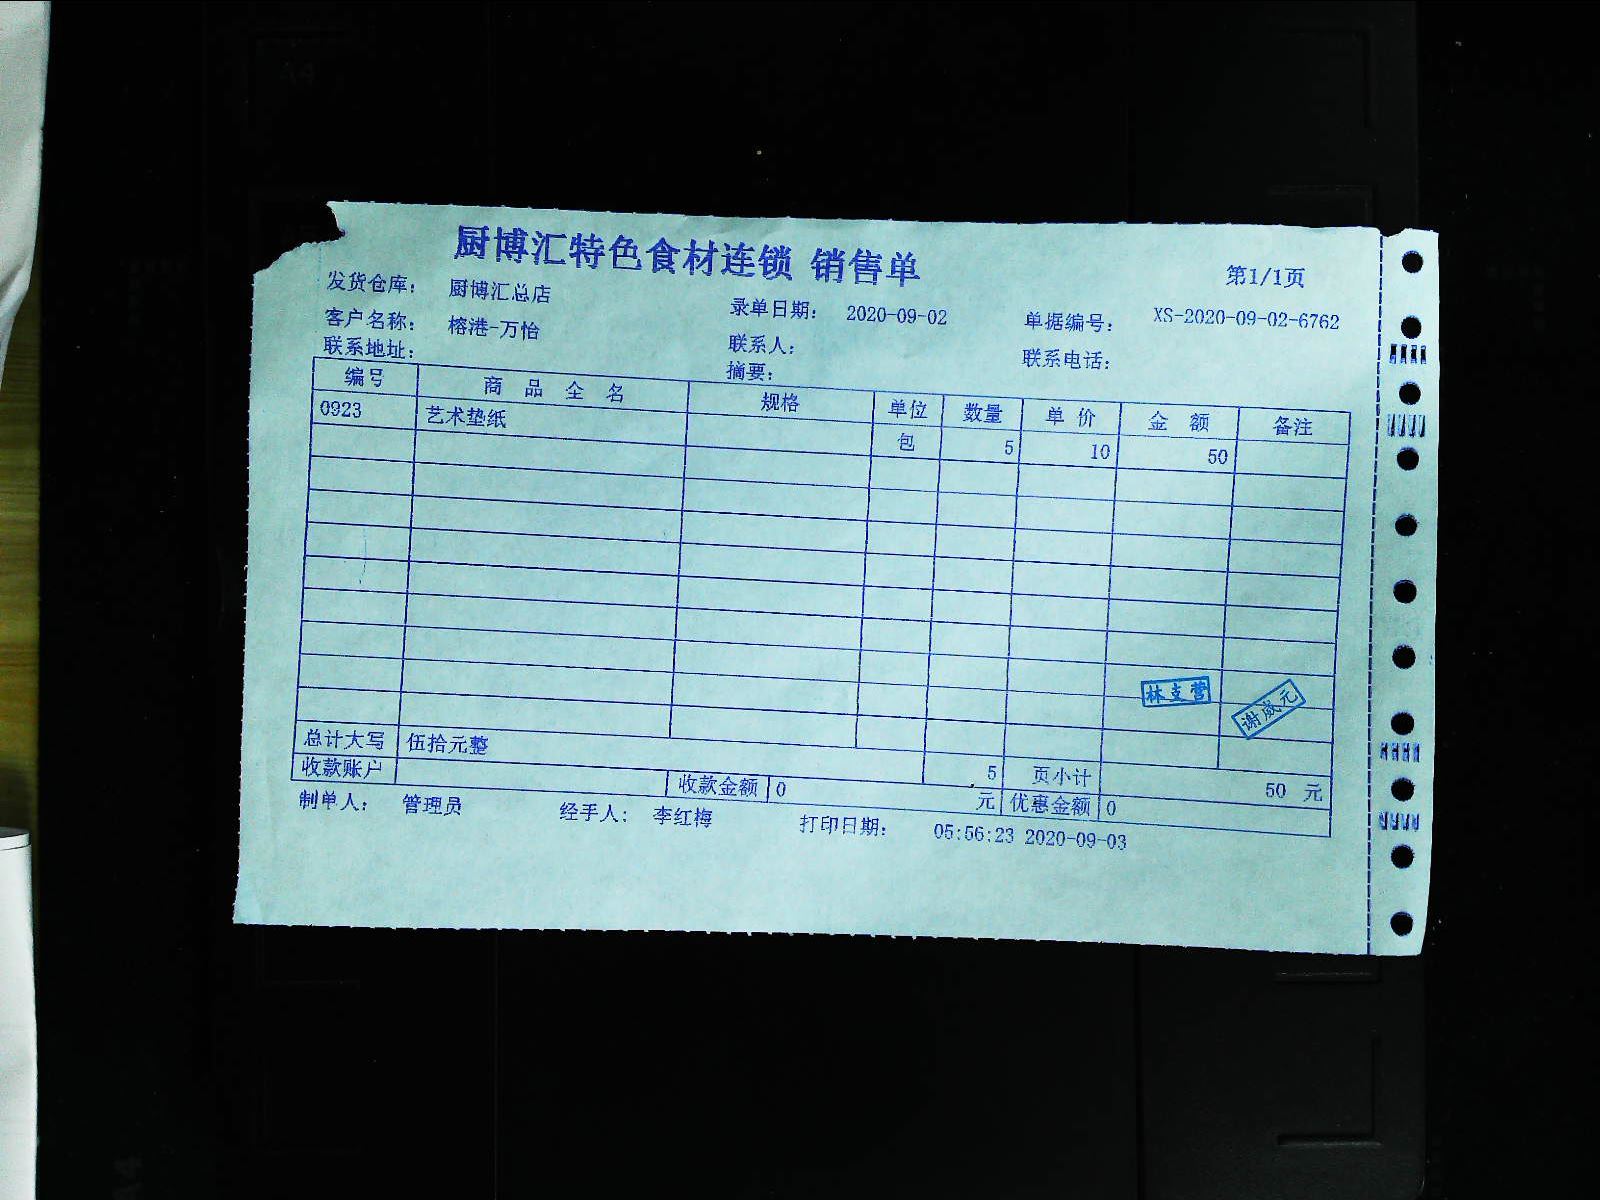 厨博汇特色食材连锁 销售单
第1/1页
发货仓库： 厨博汇总店
录单日期： 2020-09-02
单据编号： XS-2020-09-02-6762
客户名称： 榕港-万怡
联系人：
联系电话：
联系地址：
摘要：
编号 商品全名 规格 单位 数量 单价 金额 备注
0923 艺术垫纸 包 5 10 50
林支营
谢成元
总计大写 伍拾元整 5 页小计 50 元
收款账户 收款金额 0 元 优惠金额 0
制单人： 管理员 经手人： 李红梅 打印日期： 05:56:23 2020-09-03